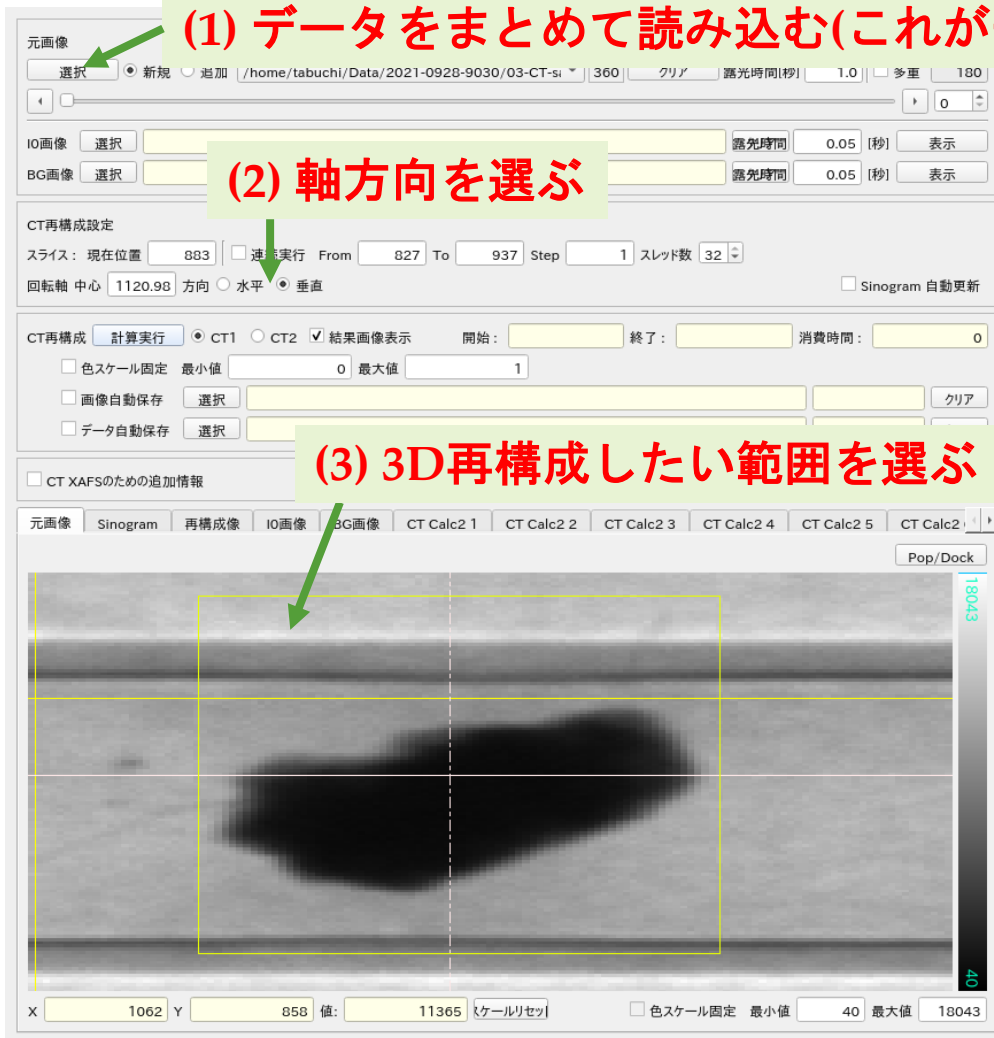 (1) データをまとめて読み込む(これが
元画像
選択 新規 追加 /home/tabuchi/Data/2021-0928-9030/03-CT-s 360 クリア 露光時間[秒] 1.0 多重 180
0
I0画像 選択 露光時間 0.05 [秒] 表示
BG画像 選択 露光時間 0.05 [秒] 表示
(2) 軸方向を選ぶ
CT再構成設定
スライス : 現在位置 883 連続実行 From 827 To 937 Step 1 スレッド数 32
回転軸 中心 1120.98 方向 水平 垂直 Sinogram 自動更新
CT再構成 計算実行 CT1 CT2 結果画像表示 開始 : 終了 : 消費時間 : 0
色スケール固定 最小値 0 最大値 1
画像自動保存 選択 クリア
データ自動保存 選択
(3) 3D再構成したい範囲を選ぶ
CT XAFSのための追加情報
元画像 Sinogram 再構成像 I0画像 BG画像 CT Calc2 1 CT Calc2 2 CT Calc2 3 CT Calc2 4 CT Calc2 5 CT Calc2
Pop/Dock
18043
40
X 1062 Y 858 値: 11365 スケールリセット 色スケール固定 最小値 40 最大値 18043